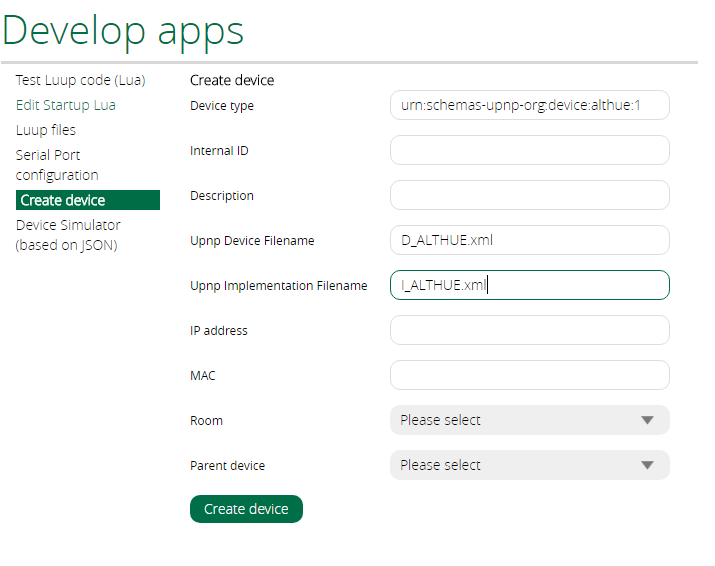 Develop apps
Test Luup code (Lua)
Edit Startup Lua
Luup files
Serial Port
configuration
Create device
Device Simulator
(based on JSON)
Create device
Device type
urn:schemas-upnp-org:device:althue:1
Internal ID
Description
Upnp Device Filename
D_ALTHUE.xml
Upnp Implementation Filename
I_ALTHUE.xml
IP address
MAC
Room
Please select
Parent device
Please select
Create device